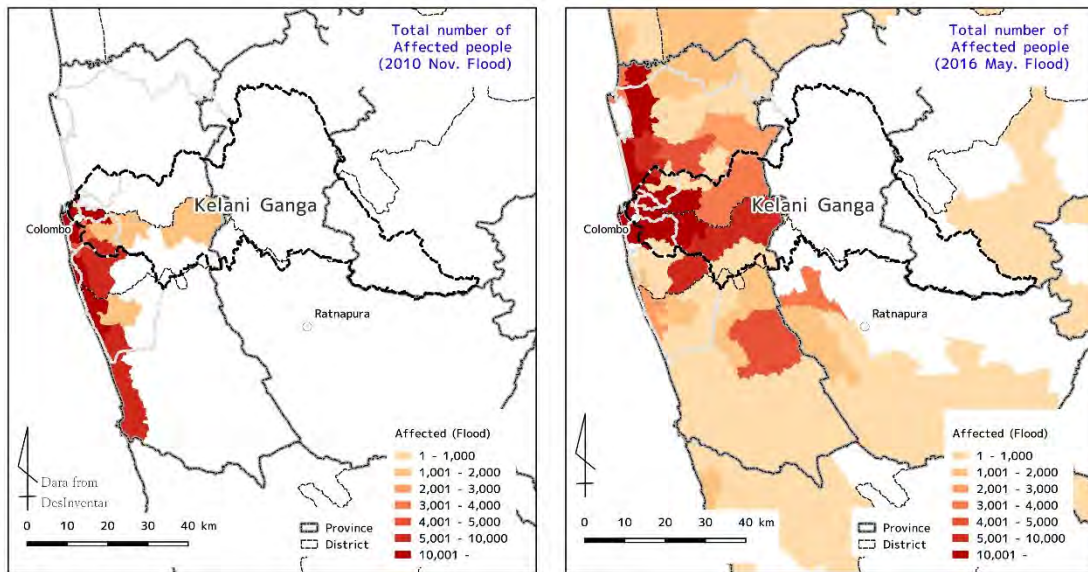 Total number of
Affected people
(2010 Nov. Flood)
Kelani Ganga
Colombo
Ratnapura
Dara from
DesInventar
0 10 20 30 40 km
Affected (Flood)
1 - 1,000
1,001 - 2,000
2,001 - 3,000
3,001 - 4,000
4,001 - 5,000
5,001 - 10,000
10,001 -
Province
District
Total number of
Affected people
(2016 May. Flood)
Kelani Ganga
Colombo
Ratnapura
0 10 20 30 40 km
Affected (Flood)
1 - 1,000
1,001 - 2,000
2,001 - 3,000
3,001 - 4,000
4,001 - 5,000
5,001 - 10,000
10,001 -
Province
District